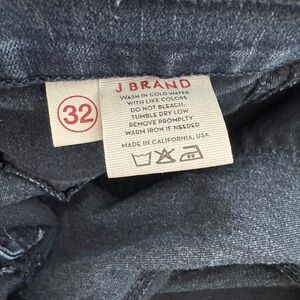 32
J BRAND
WASH IN COLD WATER
WITH LIKE COLORS
DO NOT BLEACH,
TUMBLE DRY LOW
REMOVE PROMPLTY
WARM IRON IF NEEDED
MADE IN CALIFORNIA, USA